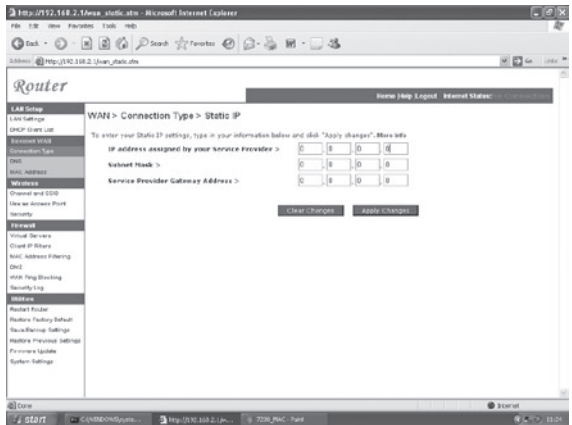 http://192.168.2.1/wan_static.stm - Microsoft Internet Explorer
File Edit View Favorites Tools Help
Back Search Favorites
Address http://192.168.2.1/wan_static.stm Go Links
Router
Home|Help|Logout Internet Status:
LAN Setup
LAN Settings
DHCP Client List
Internet WAN
Connection Type
DNS
MAC Address
Wireless
Channel and SSID
Use as Access Point
Security
Firewall
Virtual Servers
Client IP Filters
MAC Address Filtering
DMZ
WAN Ping Blocking
Security Log
Utilities
Restart Router
Restore Factory Default
Save/Backup Settings
Restore Previous Settings
Firmware Update
System Settings
WAN > Connection Type > Static IP
To enter your Static IP settings, type in your information below and click "Apply changes". More Info
IP address assigned by your Service Provider > 0 . 0 . 0 . 0
Subnet Mask > 0 . 0 . 0 . 0
Service Provider Gateway Address > 0 . 0 . 0 . 0
Clear Changes Apply Changes
Done Internet
start C:\WINDOWS\system... http://192.168.2.1/w... 7230_MAC - Paint 11:04